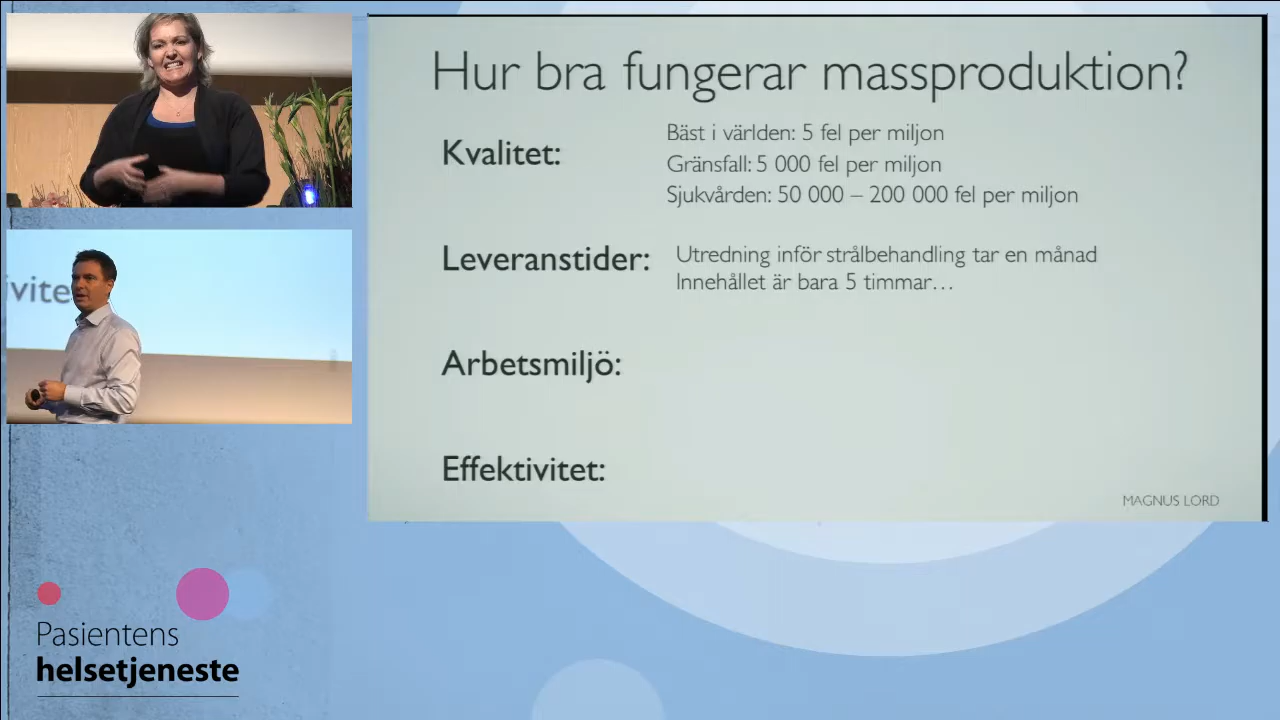 Hur bra fungerar massproduktion?
Kvalitet:
Bäst i världen: 5 fel per miljon
Gränsfall: 5 000 fel per miljon
Sjukvården: 50 000 – 200 000 fel per miljon
Leveranstider:
Utredning inför strålbehandling tar en månad
Innehållet är bara 5 timmar…
Arbetsmiljö:
Effektivitet:
MAGNUS LORD
vite
Pasientens
helsetjeneste